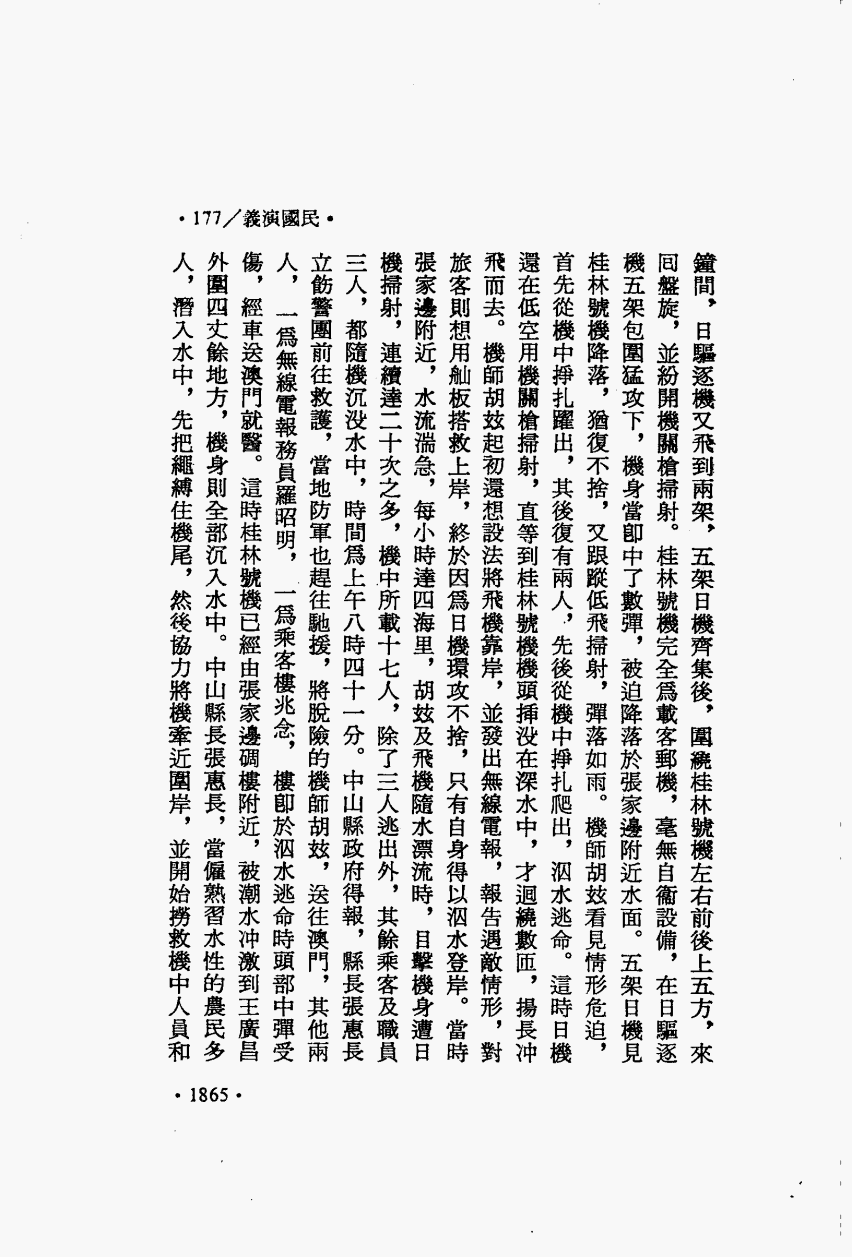 •177／義演國民•
鐘間，日驅逐機又飛到兩架，五架日機齊集後，圍繞桂林號機左右前後上五方，來
囘盤旋，並紛開機關槍掃射。桂林號機完全爲載客郵機，毫無自衞設備，在日驅逐
機五架包圍猛攻下，機身當卽中了數彈，被迫降落於張家邊附近水面。五架日機見
桂林號機降落，猶復不捨，又跟蹤低飛掃射，彈落如雨。機師胡玆看見情形危迫，
首先從機中掙扎躍出，其後復有兩人，先後從機中掙扎爬出，泅水逃命。這時日機
還在低空用機關槍掃射，直等到桂林號機機頭揷没在深水中，才迴繞數匝，揚長冲
飛而去。機師胡玆起初還想設法將飛機靠岸，並發出無線電報，報告遇敵情形，對
旅客則想用舢板搭救上岸，終於因爲日機環攻不捨，只有自身得以泅水登岸。當時
張家邊附近，水流湍急，每小時達四海里，胡玆及飛機隨水漂流時，目擊機身遭日
機掃射，連續達二十次之多，機中所載十七人，除了三人逃出外，其餘乘客及職員
三人，都隨機沉没水中，時間爲上午八時四十一分。中山縣政府得報，縣長張惠長
立飭警團前往救護，當地防軍也趕往馳援，將脫險的機師胡玆，送往澳門，其他兩
人，一爲無線電報務員羅昭明，一爲乘客樓兆念，樓卽於泅水逃命時頭部中彈受
傷，經車送澳門就醫。這時桂林號機已經由張家邊碉樓附近，被潮水冲激到王廣昌
外圍四丈餘地方，機身則全部沉入水中。中山縣長張惠長，當僱熟習水性的農民多
人，潛入水中，先把繩縛住機尾，然後協力將機牽近圍岸，並開始撈救機中人員和
•1865•